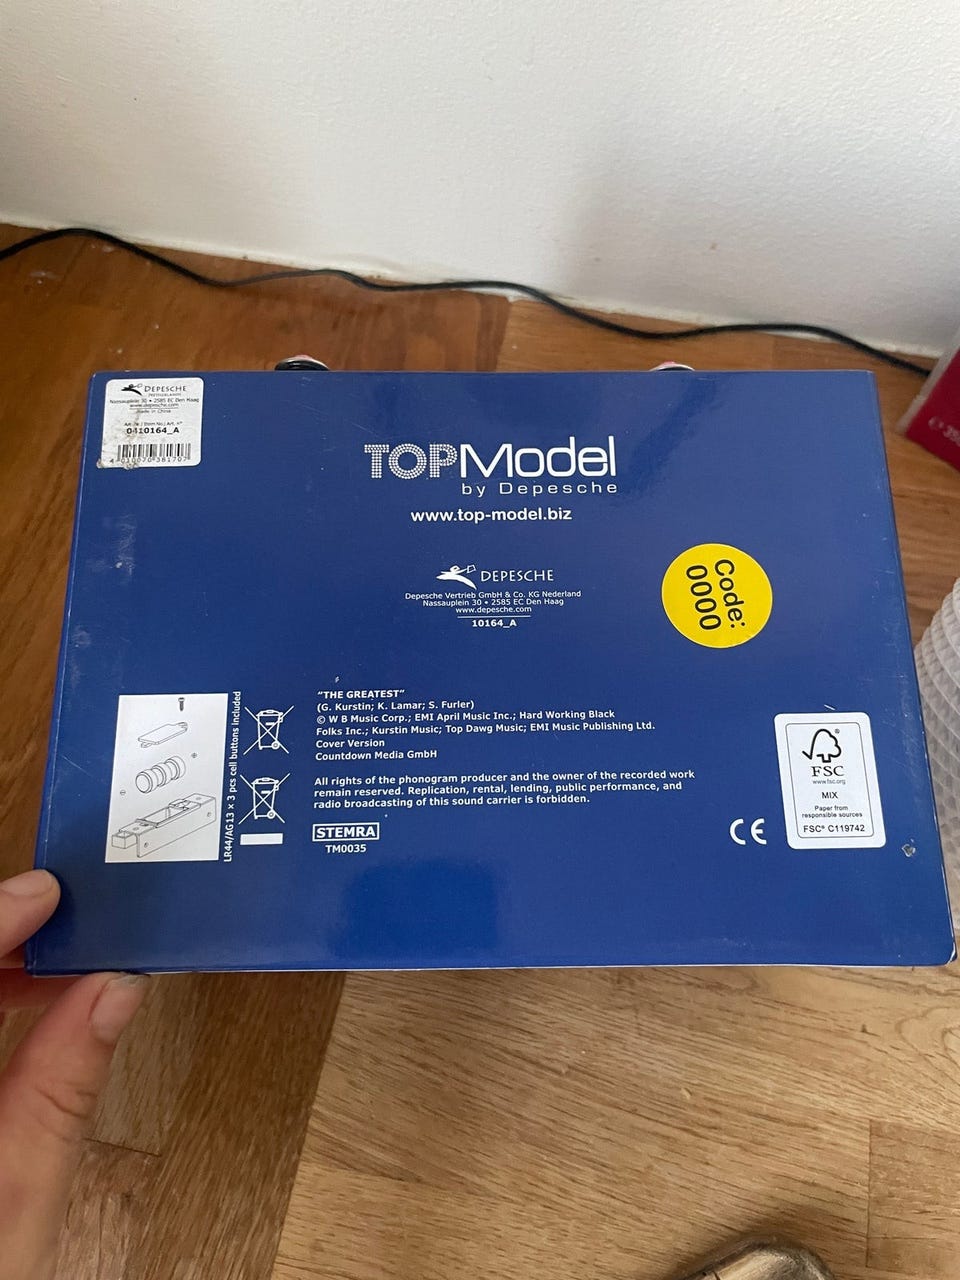 DEPESCHE
NETHERLANDS
Nassauplein 30 • 2585 EC Den Haag
www.depesche.com
Made in China
0410164_A
TOPModel
by Depesche
www.top-model.biz
DEPESCHE
Depesche Vertrieb GmbH & Co. KG Nederland
Nassauplein 30 • 2585 EC Den Haag
www.depesche.com
10164_A
Code:
0000
LR44/AG13 x 3 pcs cell buttons included
"THE GREATEST"
(G. Kurstin; K. Lamar; S. Furler)
© W B Music Corp.; EMI April Music Inc.; Hard Working Black
Folks Inc.; Kurstin Music; Top Dawg Music; EMI Music Publishing Ltd.
Cover Version
Countdown Media GmbH
All rights of the phonogram producer and the owner of the recorded work
remain reserved. Replication, rental, lending, public performance, and
radio broadcasting of this sound carrier is forbidden.
STEMRA
TM0035
CE
FSC
www.fsc.org
MIX
Paper from
responsible sources
FSC® C119742